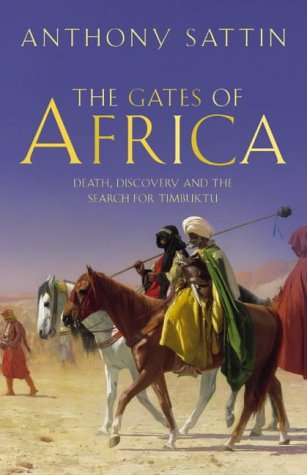 ANTHONY SATTIN
THE GATES OF
AFRICA
DEATH, DISCOVERY AND THE
SEARCH FOR TIMBUKTU